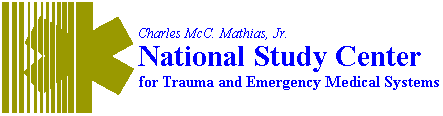 Charles McC. Mathias, Jr.
National Study Center
for Trauma and Emergency Medical Systems